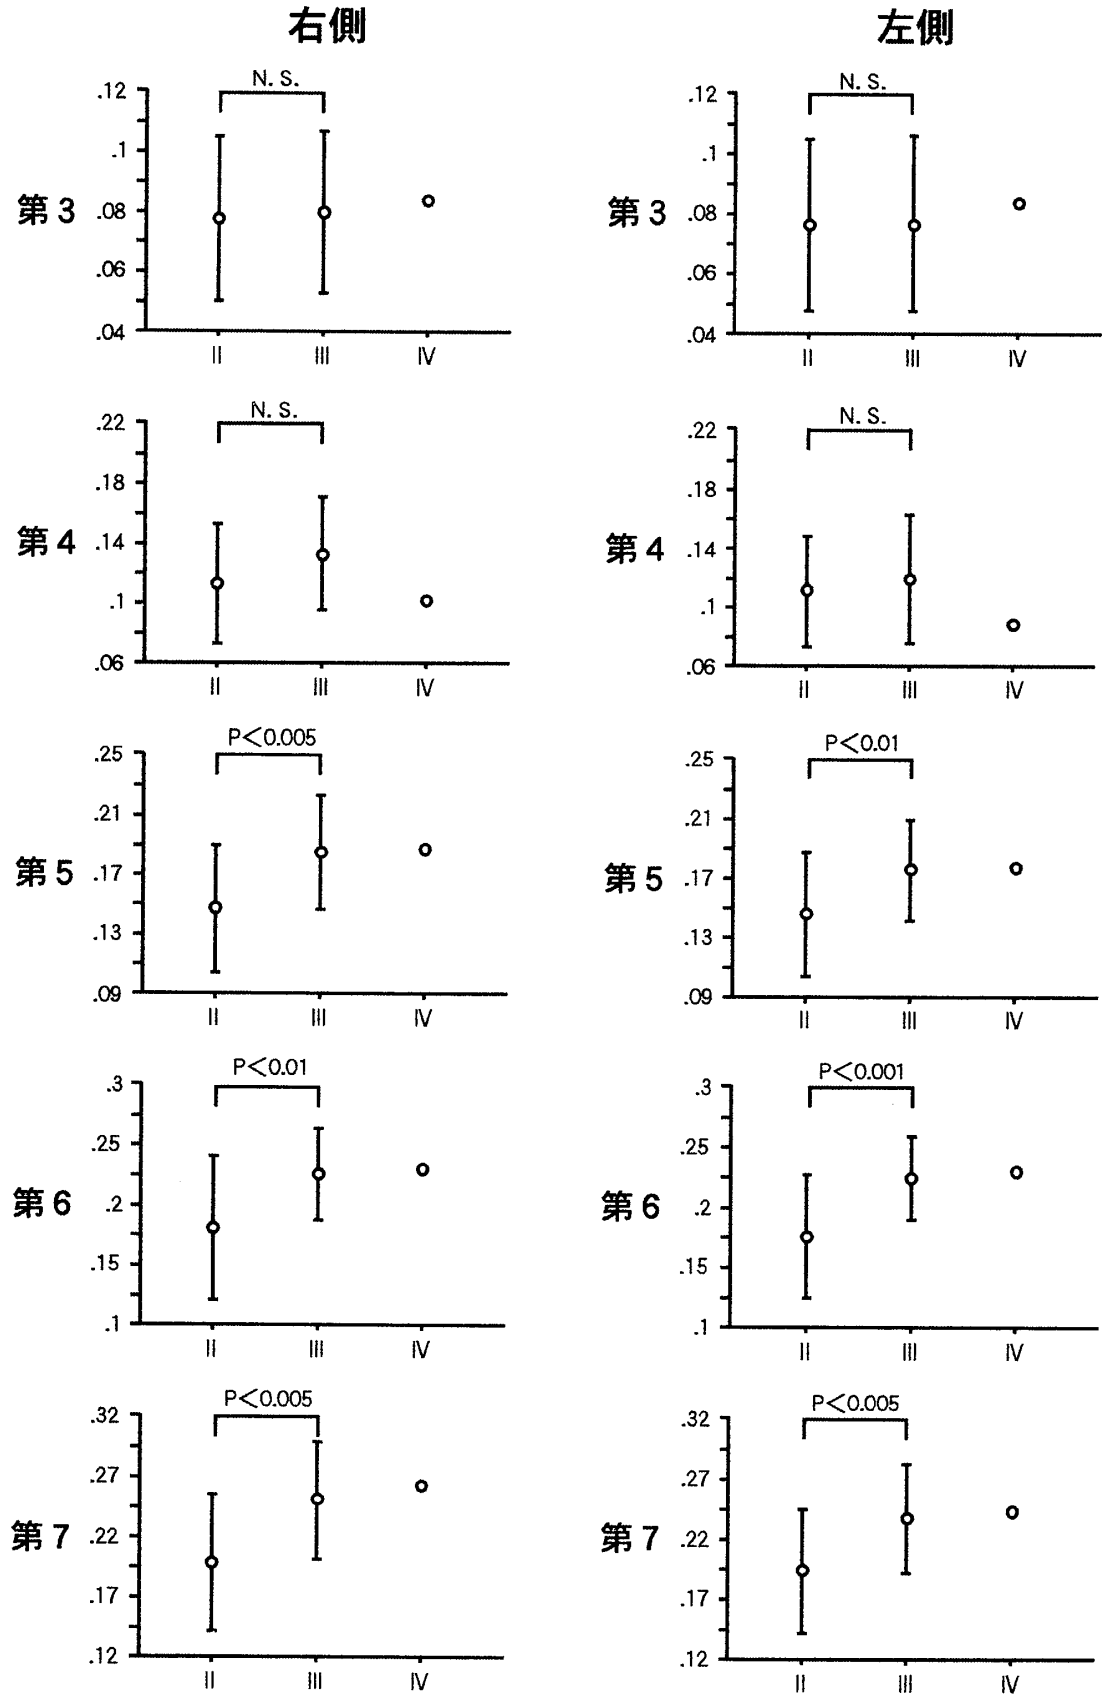 右側
左側
N. S.
.12
.1
第3
.08
.06
.04
II
III
IV
N. S.
.12
.1
第3
.08
.06
.04
II
III
IV
N. S.
.22
.18
第4
.14
.1
.06
II
III
IV
N. S.
.22
.18
第4
.14
.1
.06
II
III
IV
P<0.005
.25
.21
第5
.17
.13
.09
II
III
IV
P<0.01
.25
.21
第5
.17
.13
.09
II
III
IV
P<0.01
.3
.25
第6
.2
.15
.1
II
III
IV
P<0.001
.3
.25
第6
.2
.15
.1
II
III
IV
P<0.005
.32
.27
第7
.22
.17
.12
II
III
IV
P<0.005
.32
.27
第7
.22
.17
.12
II
III
IV